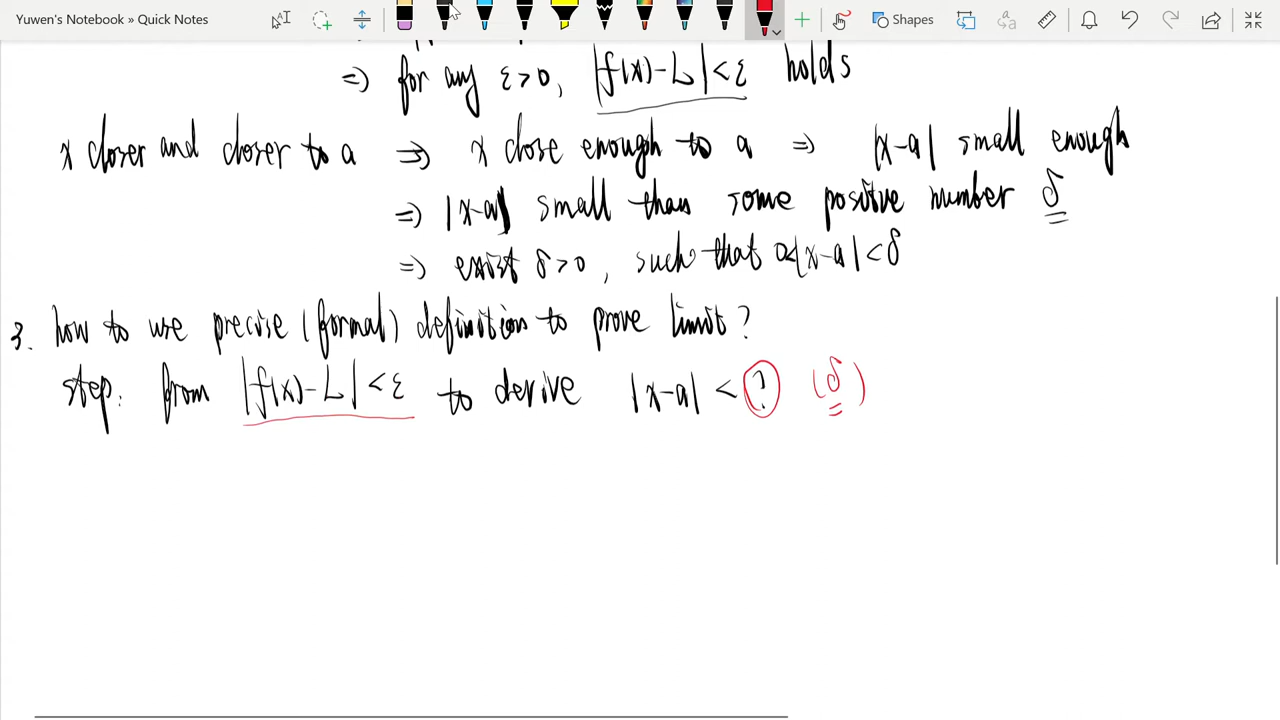 Yuwen's Notebook » Quick Notes
Shapes
⇒ for any ε>0, |f(x)-L|<ε holds
x closer and closer to a ⇒ x close enough to a ⇒ |x-a| small enough
⇒ |x-a| small than some positive number δ
⇒ exist δ>0, such that 0<|x-a|<δ
3. how to use precise (formal) definition to prove limit?
step: from |f(x)-L|<ε to derive |x-a| < ? (δ)